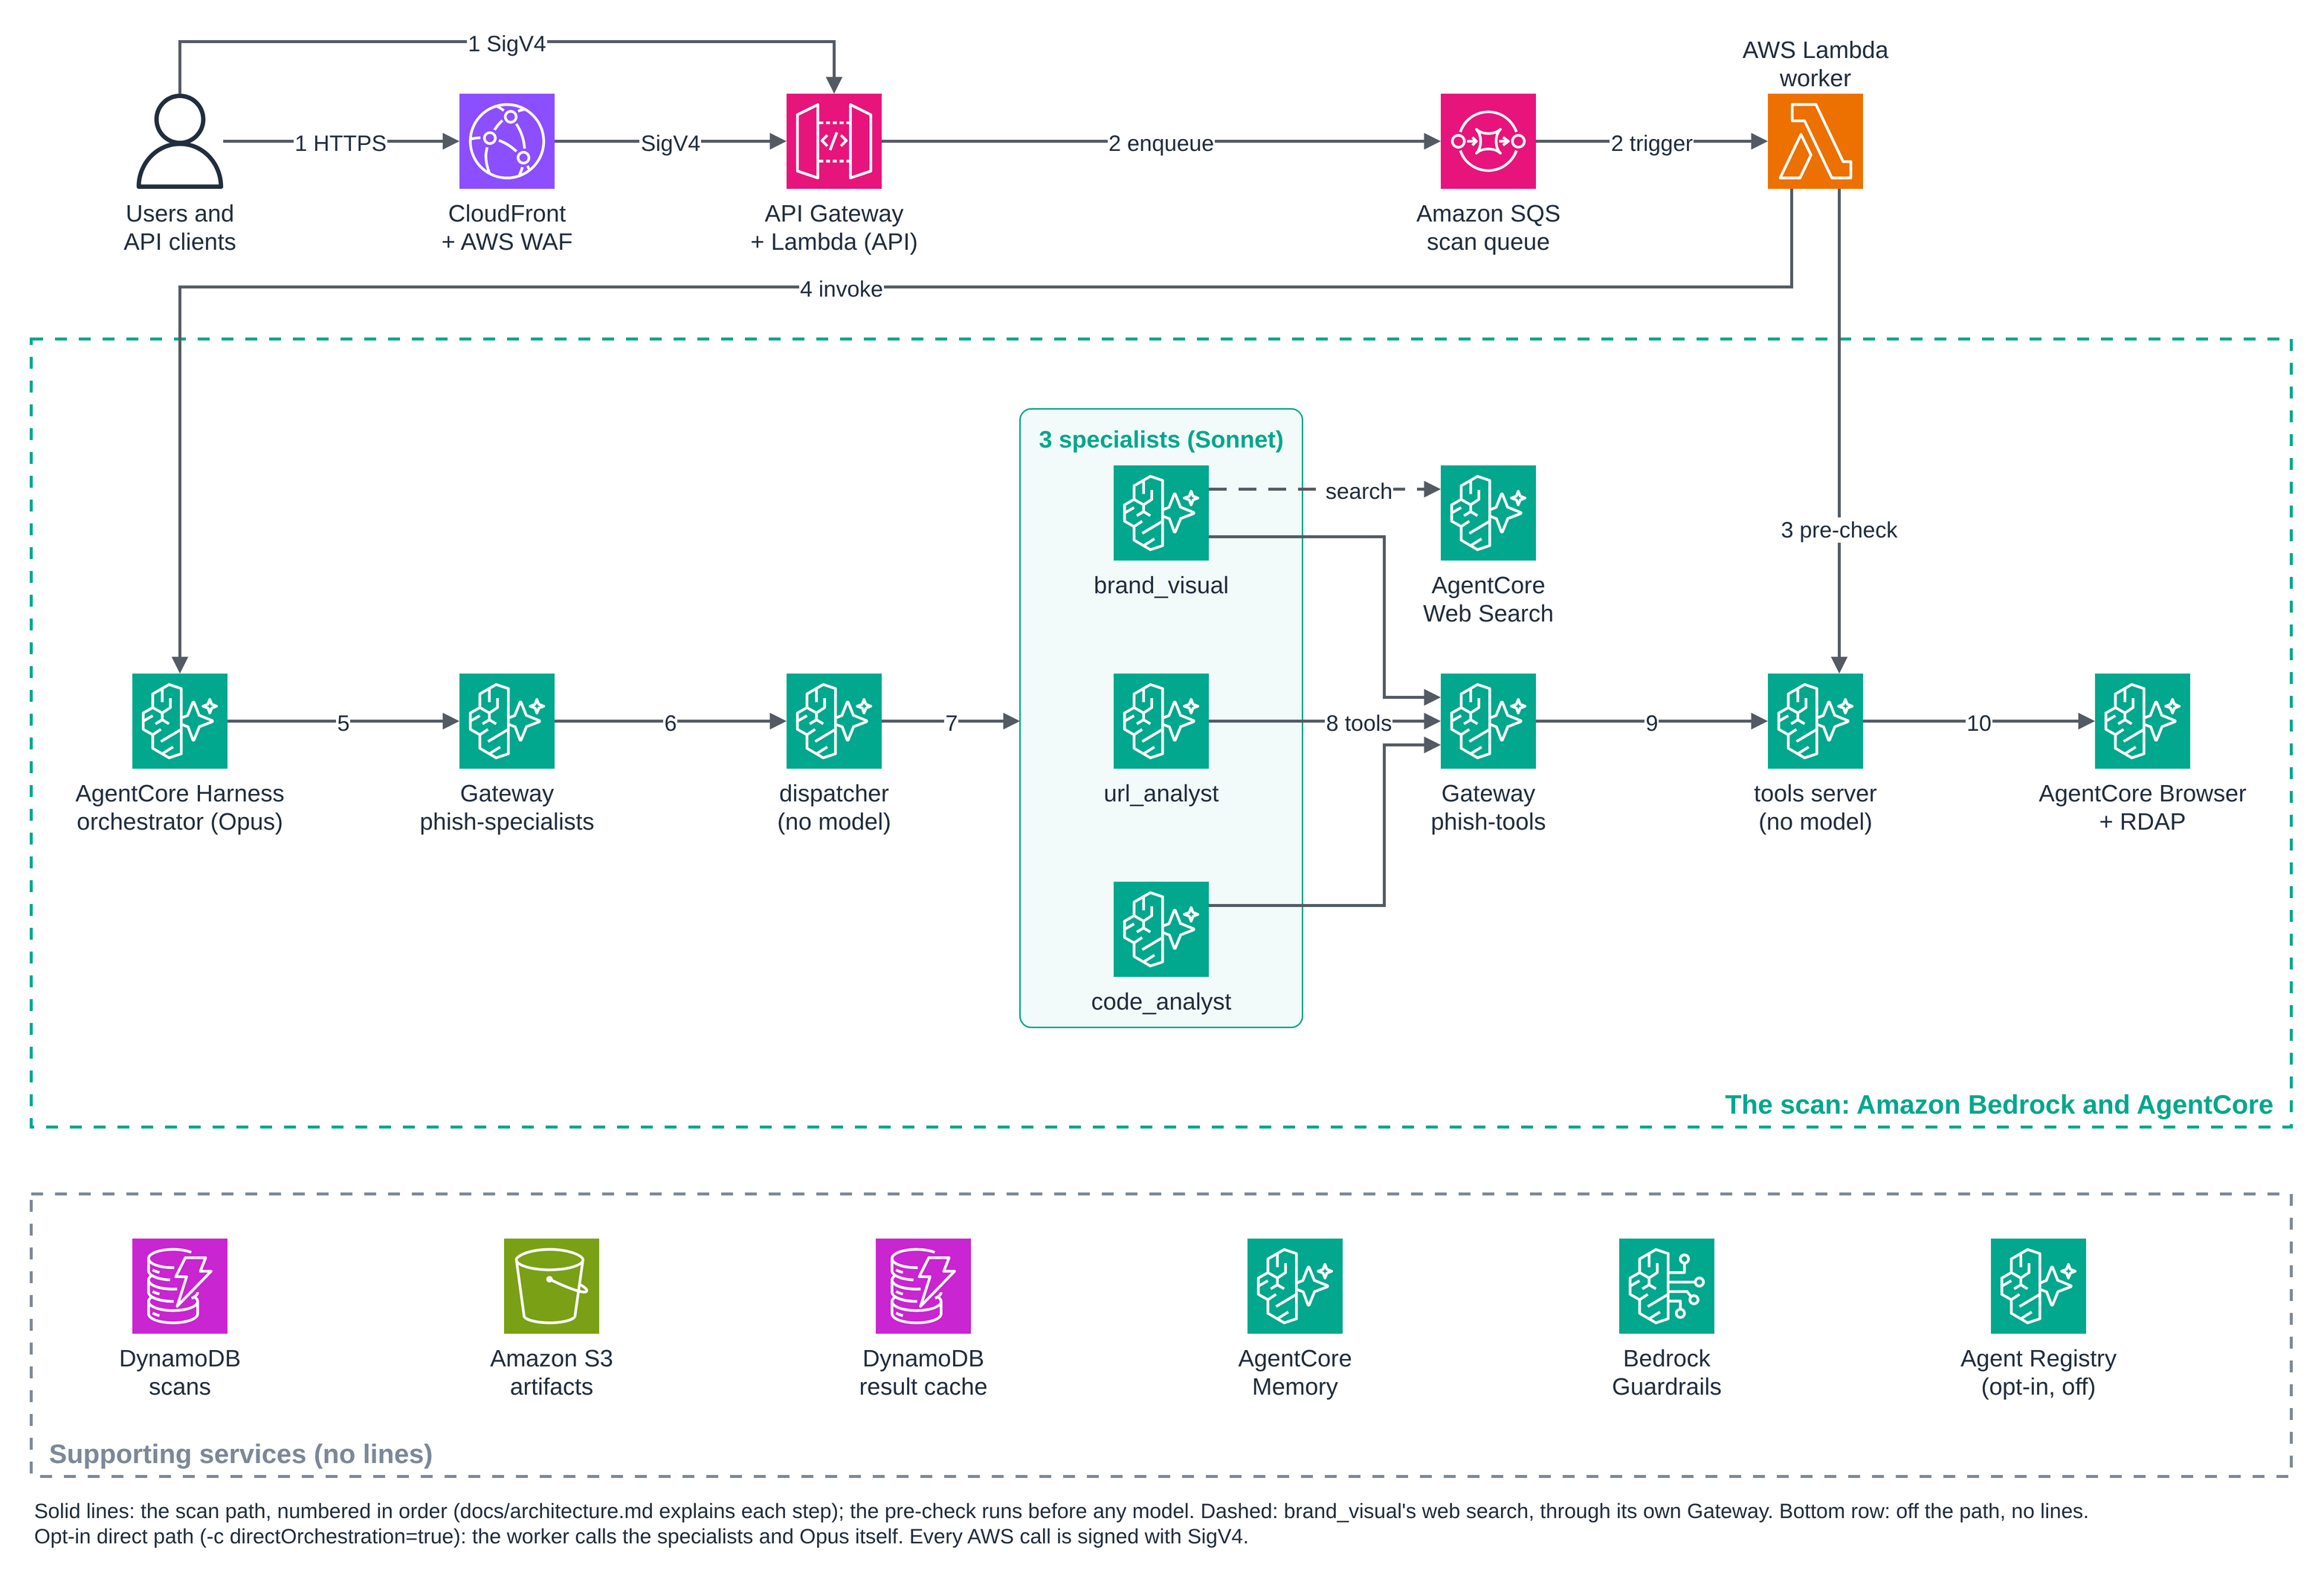 1 SigV4
AWS Lambda
worker
1 HTTPS
SigV4
2 enqueue
2 trigger
Users and
API clients
CloudFront
+ AWS WAF
API Gateway
+ Lambda (API)
Amazon SQS
scan queue
4 invoke
3 specialists (Sonnet)
search
brand_visual
AgentCore
Web Search
3 pre-check
5
6
7
8 tools
9
10
AgentCore Harness
orchestrator (Opus)
Gateway
phish-specialists
dispatcher
(no model)
url_analyst
Gateway
phish-tools
tools server
(no model)
AgentCore Browser
+ RDAP
code_analyst
The scan: Amazon Bedrock and AgentCore
DynamoDB
scans
Amazon S3
artifacts
DynamoDB
result cache
AgentCore
Memory
Bedrock
Guardrails
Agent Registry
(opt-in, off)
Supporting services (no lines)
Solid lines: the scan path, numbered in order (docs/architecture.md explains each step); the pre-check runs before any model. Dashed: brand_visual's web search, through its own Gateway. Bottom row: off the path, no lines.
Opt-in direct path (-c directOrchestration=true): the worker calls the specialists and Opus itself. Every AWS call is signed with SigV4.